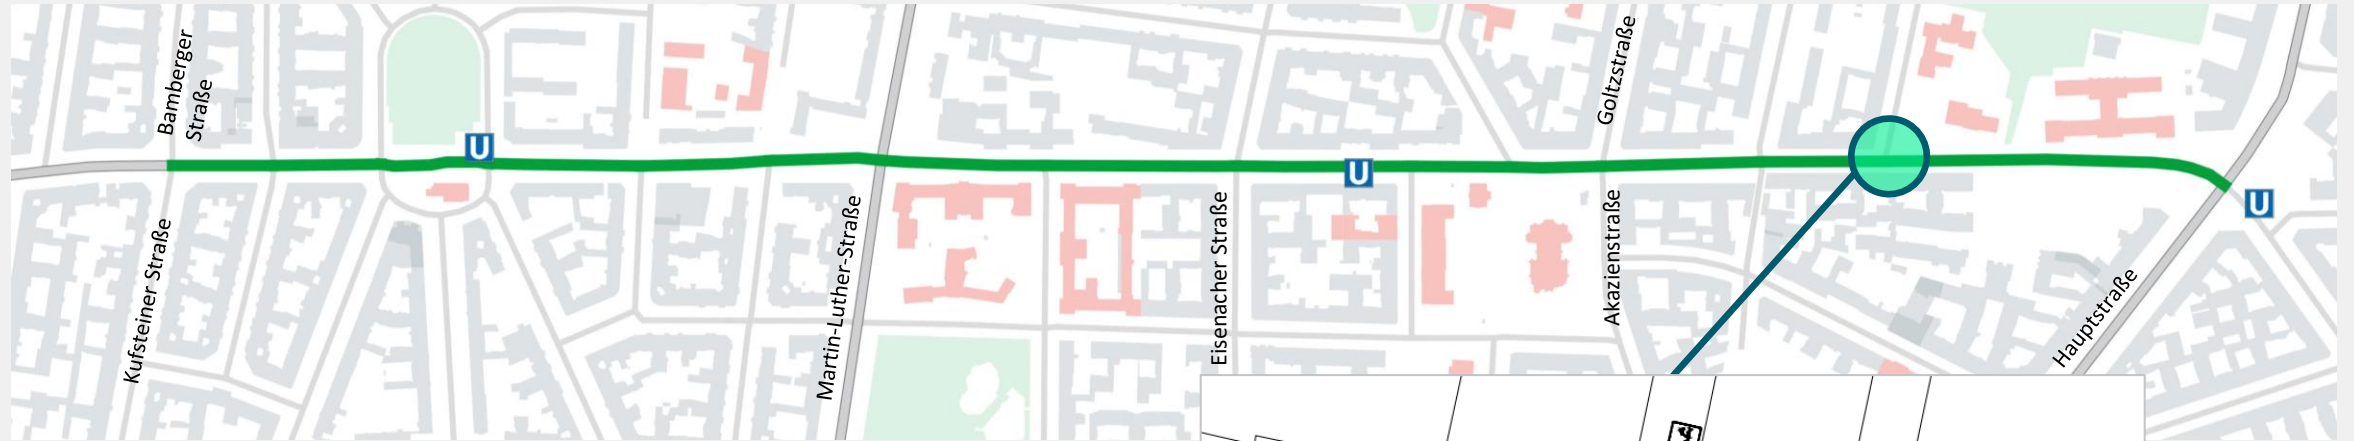 Bamberger
Straße
Goltzstraße
U
U
U
Kufsteiner Straße
Martin-Luther-Straße
Eisenacher Straße
Akazienstraße
Hauptstraße